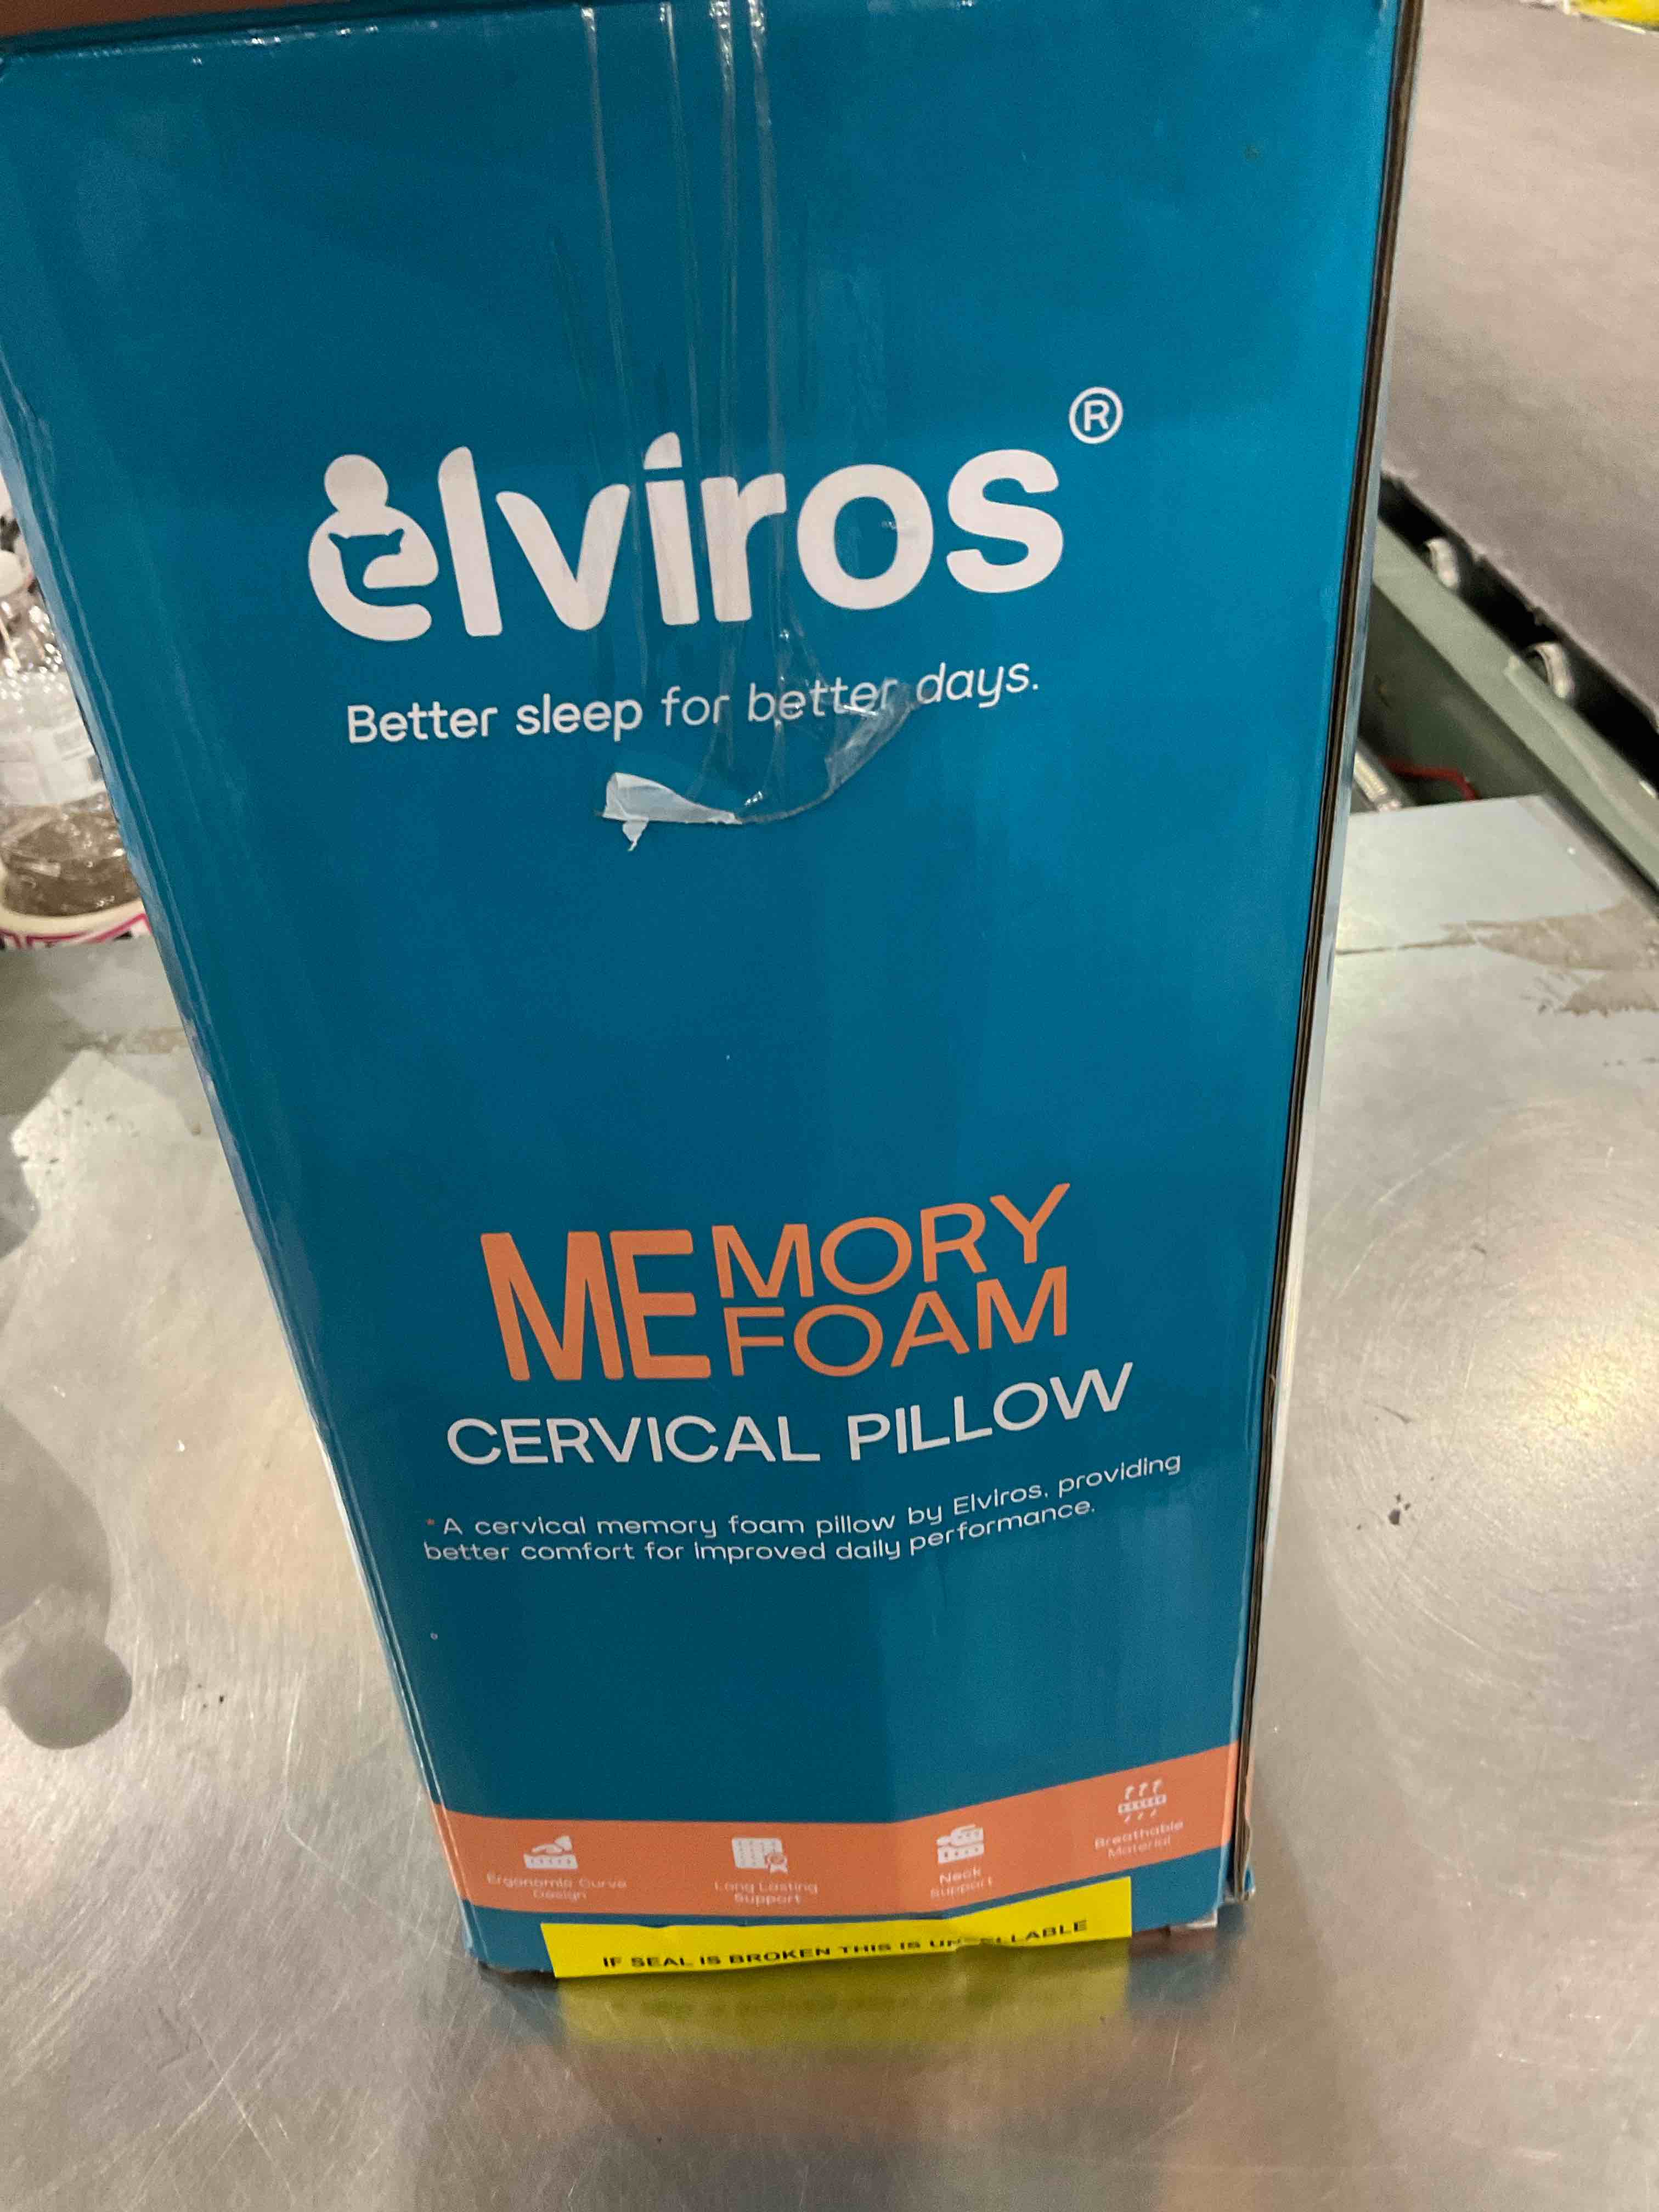 elviros®
Better sleep for better days.
MEMORY
FOAM
CERVICAL PILLOW
*A cervical memory foam pillow by Elviros, providing
better comfort for improved daily performance.
Ergonomic Curve
Design
Long Lasting
Support
Neck
Support
Breathable
Material
IF SEAL IS BROKEN THIS IS